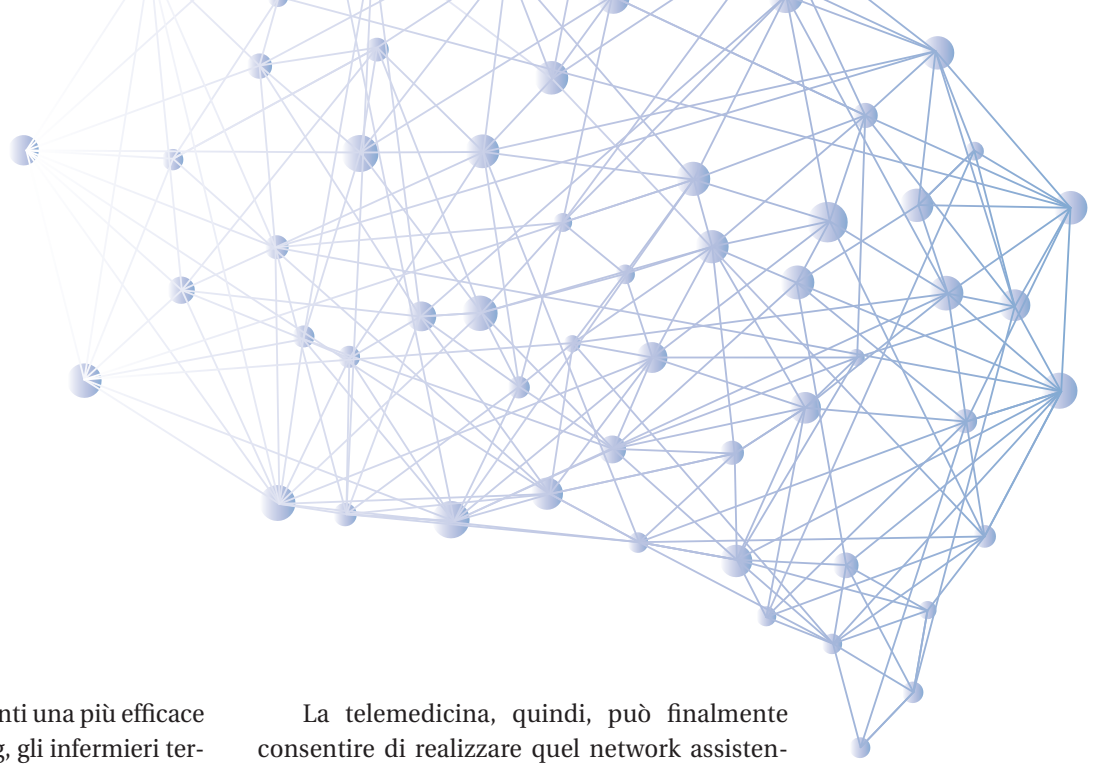 nti una più efficace
g, gli infermieri ter-
La telemedicina, quindi, può finalmente
consentire di realizzare quel network assisten-